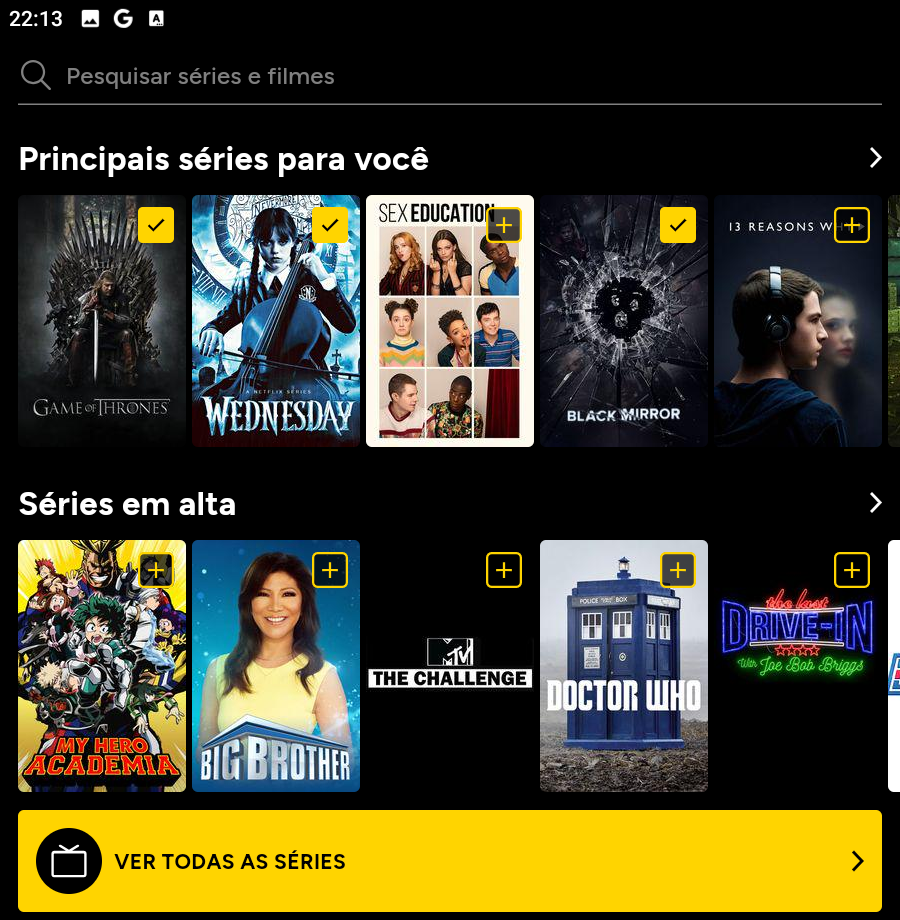 22:13
Pesquisar séries e filmes
Principais séries para você
GAME OF THRONES
NEVERMORE
A NETFLIX SERIES
WEDNESDAY
SEX EDUCATION
BLACK MIRROR
13 REASONS
Séries em alta
MY HERO
ACADEMIA
BIG BROTHER
MTV
THE CHALLENGE
POLICE BOX
DOCTOR WHO
the last
DRIVE-IN
With Joe Bob Briggs
VER TODAS AS SÉRIES